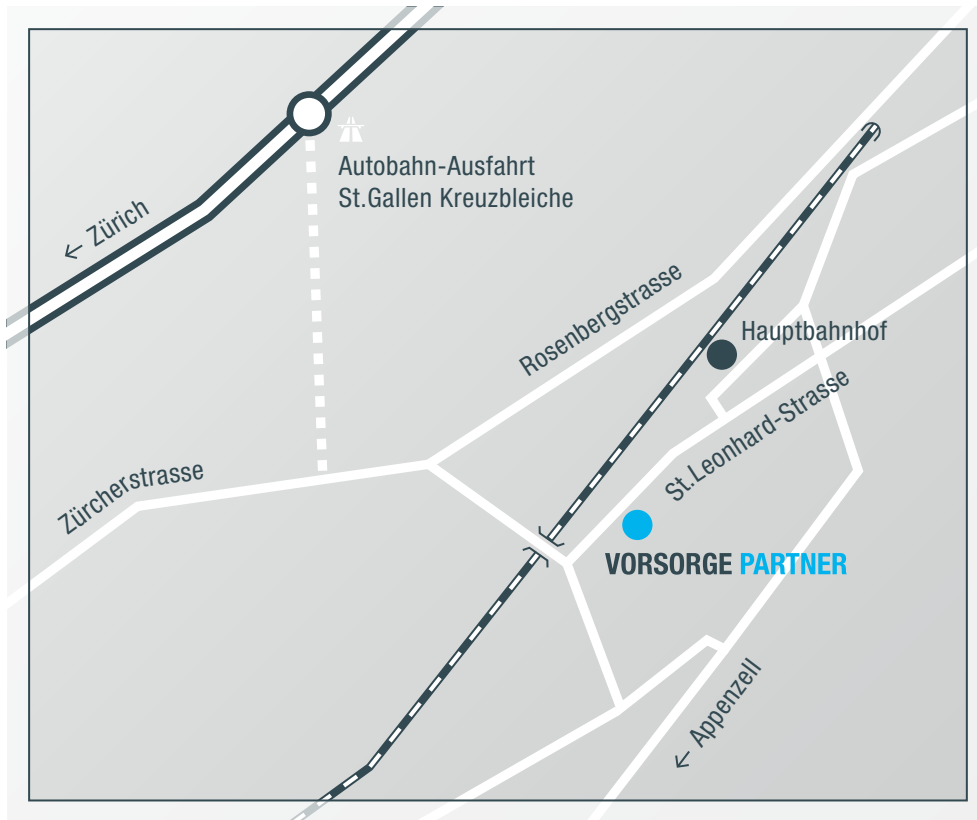 Autobahn-Ausfahrt
St.Gallen Kreuzbleiche
← Zürich
Rosenbergstrasse
Hauptbahnhof
St.Leonhard-Strasse
Zürcherstrasse
VORSORGE PARTNER
← Appenzell